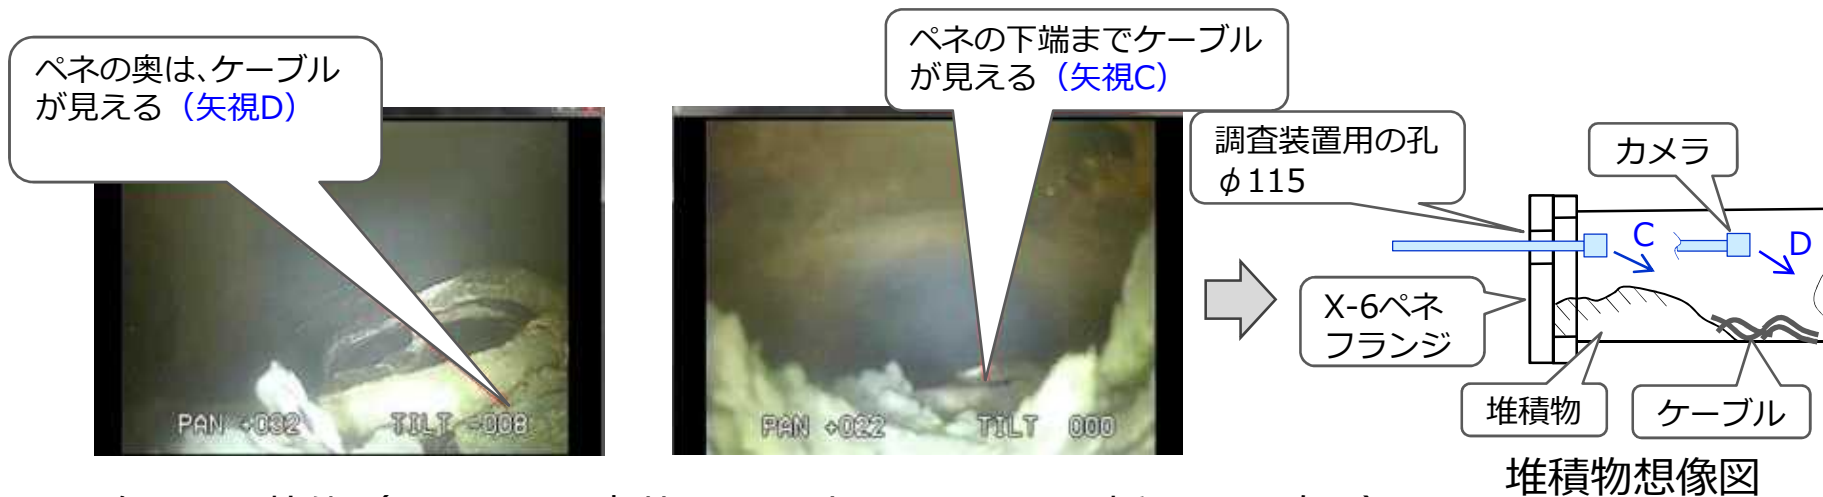 ペネの奥は、ケーブル
が見える（矢視D）
ペネの下端までケーブル
が見える（矢視C）
PAN +032 TILT -008
PAN +022 TILT 000
調査装置用の孔
φ115
カメラ
C
D
X-6ペネ
フランジ
堆積物
ケーブル
堆積物想像図